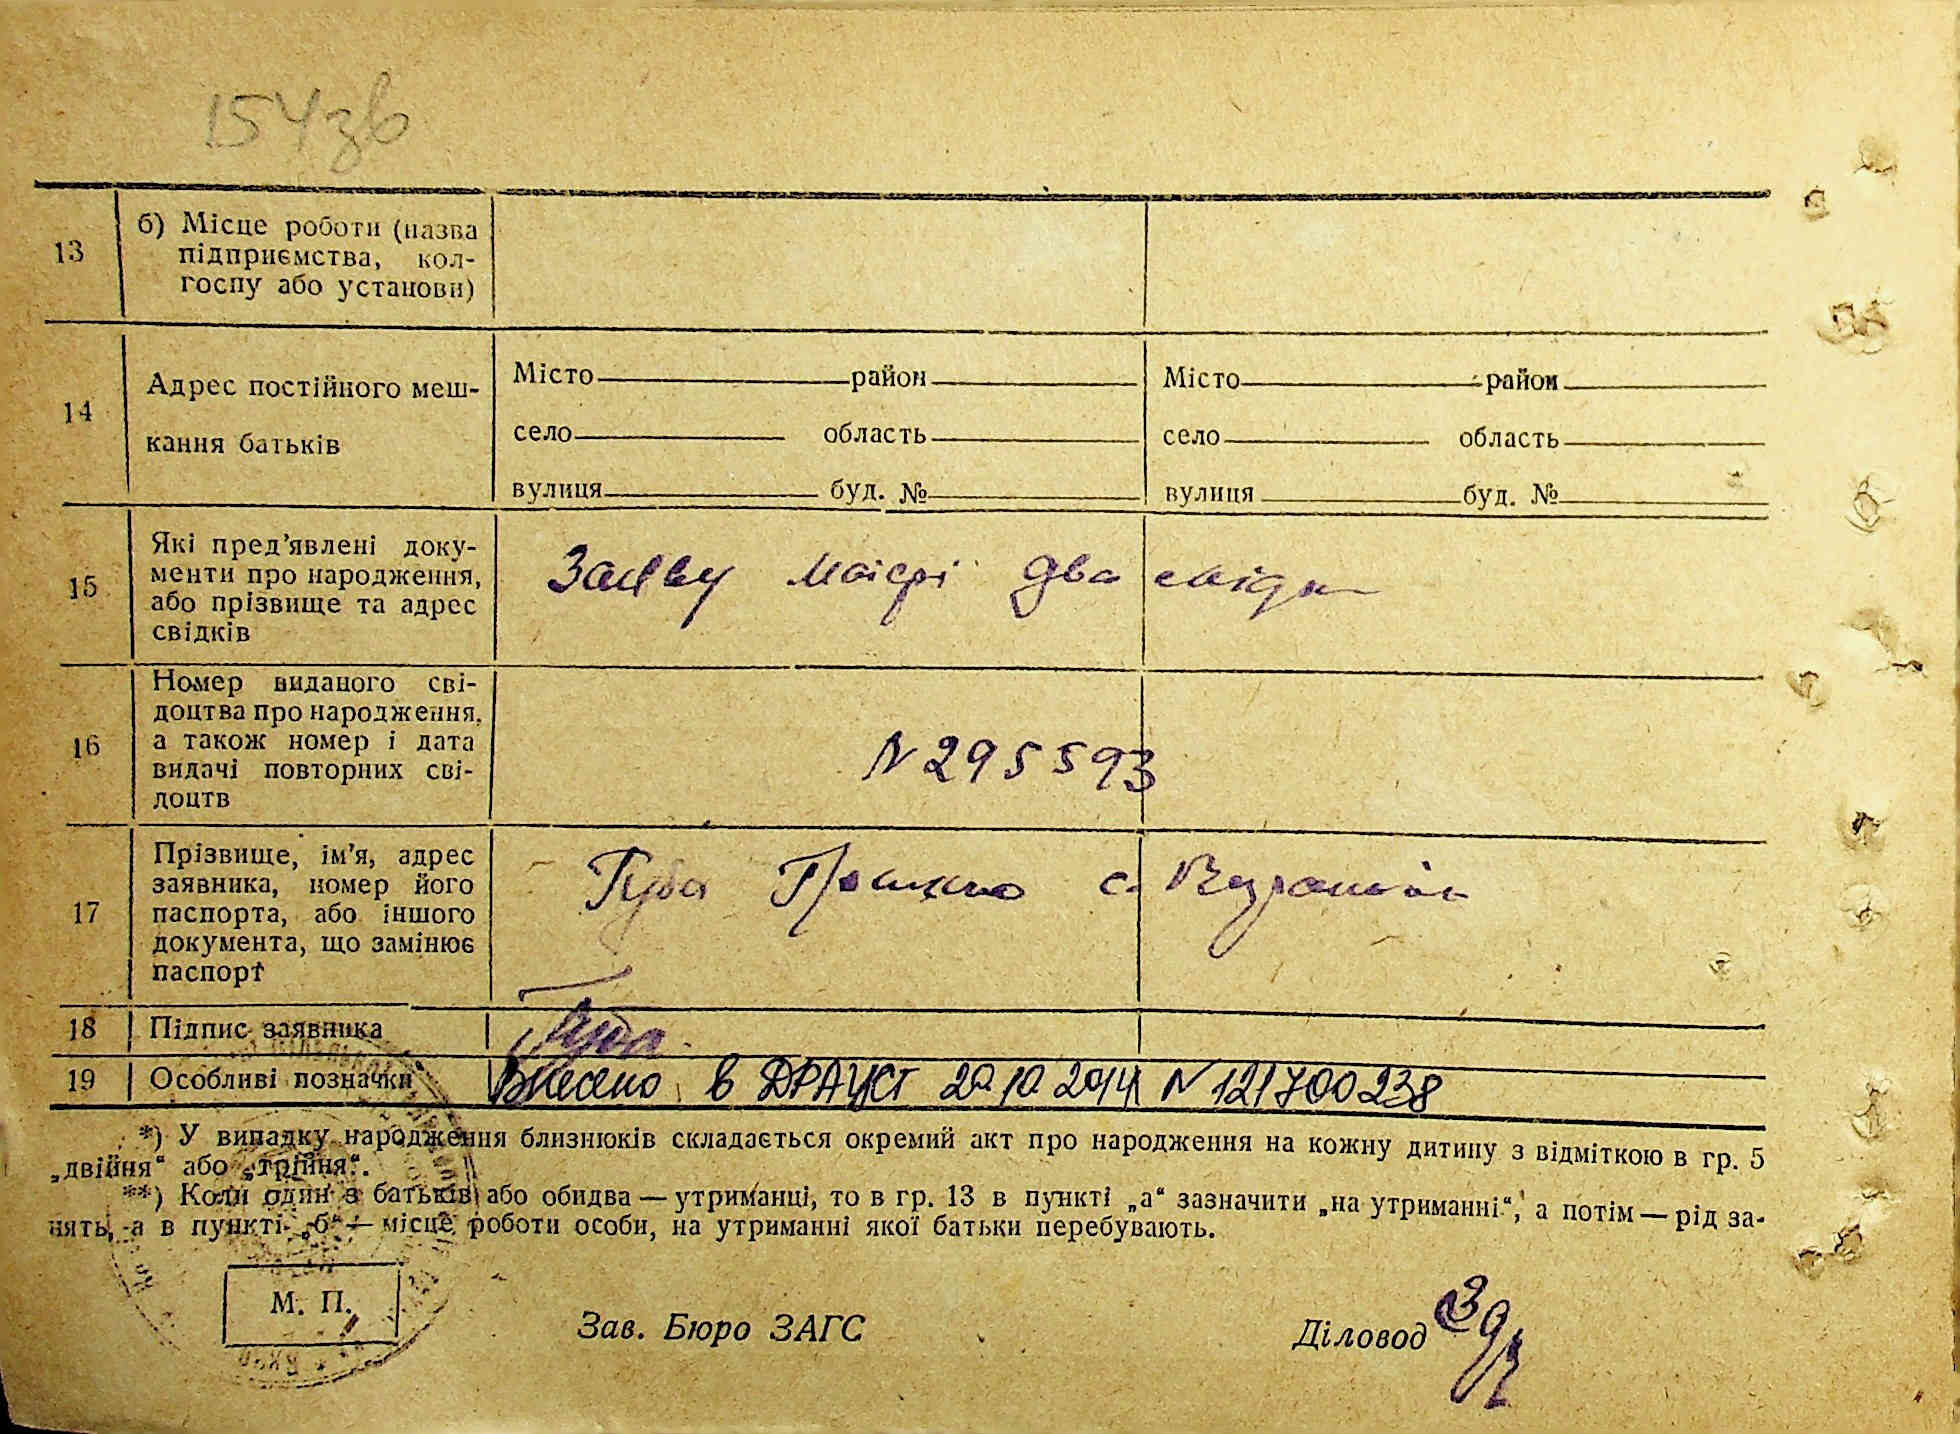 154зв
13
б) Місце роботи (назва
підприємства, кол-
госпу або установи)
14
Адрес постійного меш-
кання батьків
Місто район
село область
вулиця буд. №
Місто район
село область
вулиця буд. №
15
Які пред'явлені доку-
менти про народження,
або прізвище та адрес
свідків
Заяву два свідки
16
Номер виданого сві-
доцтва про народження,
а також номер і дата
видачі повторних сві-
доцтв
N 295593
17
Прізвище, ім'я, адрес
заявника, номер його
паспорта, або іншого
документа, що замінює
паспорт
Губа с.
18 Підпис заявника
Губа
19 Особливі позначки
Внесено в ДРАЦСГ 20.10.2014 N 121700238
*) У випадку народження близнюків складається окремий акт про народження на кожну дитину з відміткою в гр. 5
„двійня“ або „трійня“.
**) Коли один з батьків або обидва — утриманці, то в гр. 13 в пункті „а“ зазначити „на утриманні“, а потім — рід за-
нять, а в пункті „б“ — місце роботи особи, на утриманні якої батьки перебувають.
М. П.
Зав. Бюро ЗАГС
Діловод